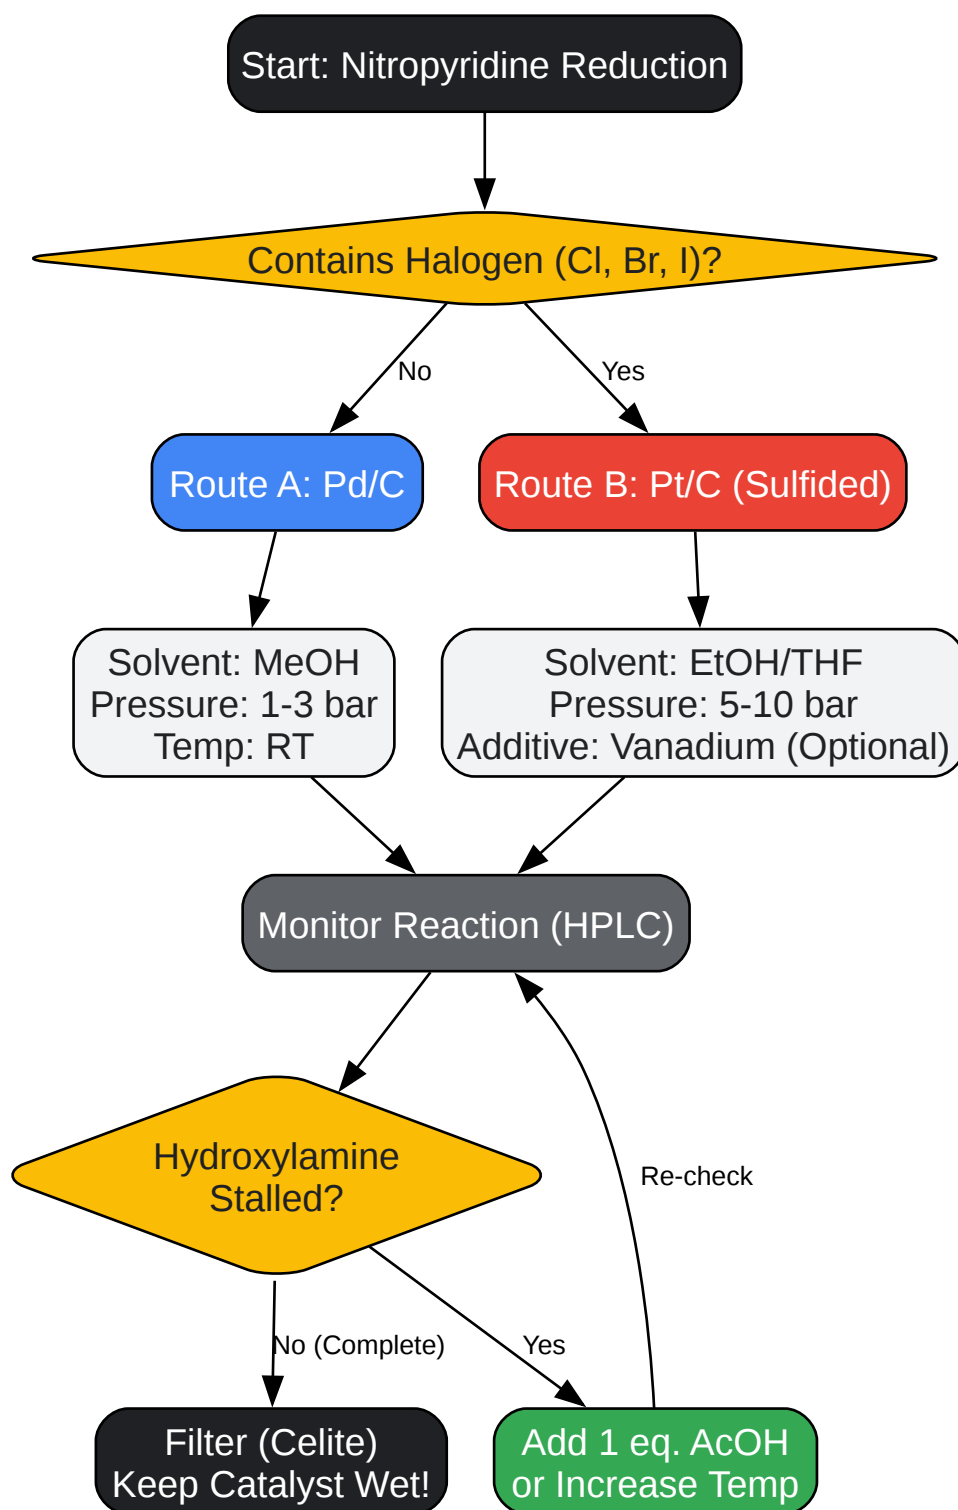 Start: Nitropyridine Reduction
Contains Halogen (Cl, Br, I)?
No
Yes
Route A: Pd/C
Route B: Pt/C (Sulfided)
Solvent: MeOH
Pressure: 1-3 bar
Temp: RT
Solvent: EtOH/THF
Pressure: 5-10 bar
Additive: Vanadium (Optional)
Monitor Reaction (HPLC)
Hydroxylamine
Stalled?
Re-check
No (Complete)
Yes
Filter (Celite)
Keep Catalyst Wet!
Add 1 eq. AcOH
or Increase Temp